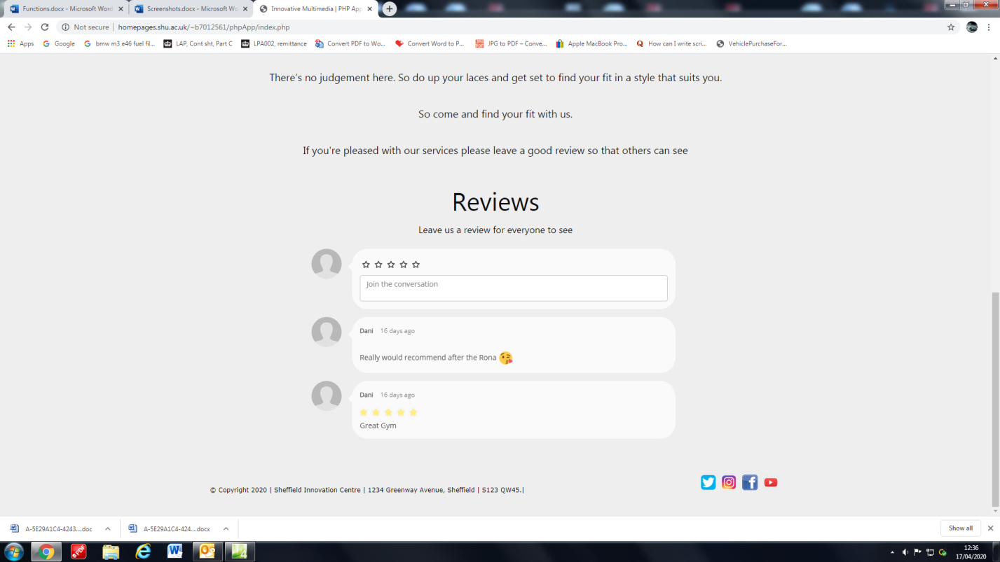 Functions.docx - Microsoft Word
Screenshots.docx - Microsoft Wo
Innovative Multimedia | PHP App
Not secure | homepages.shu.ac.uk/~b7012561/phpApp/index.php
Apps
Google
bmw m3 e46 fuel fil...
LAP, Cont sht, Part C
LPA002, remittance
Convert PDF to Wo...
Convert Word to P...
JPG to PDF – Conve...
Apple MacBook Pro...
How can I write scri...
VehiclePurchaseFor...
There's no judgement here. So do up your laces and get set to find your fit in a style that suits you.
So come and find your fit with us.
If you're pleased with our services please leave a good review so that others can see
Reviews
Leave us a review for everyone to see
Join the conversation
Dani 16 days ago
Really would recommend after the Rona 😘
Dani 16 days ago
Great Gym
© Copyright 2020 | Sheffield Innovation Centre | 1234 Greenway Avenue, Sheffield | S123 QW45.|
A-5E29A1C4-4243....doc
A-5E29A1C4-424....docx
Show all
12:36
17/04/2020